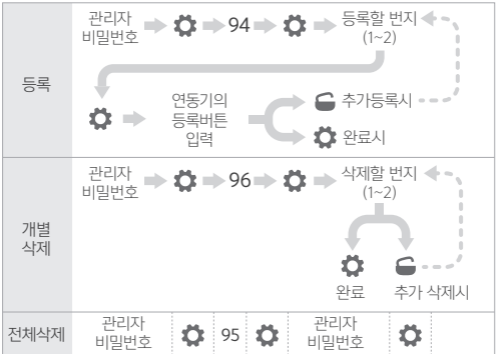 등록
관리자
비밀번호
94
등록할 번지
(1~2)
연동기의
등록버튼
입력
추가등록시
완료시
개별
삭제
관리자
비밀번호
96
삭제할 번지
(1~2)
완료
추가 삭제시
전체삭제
관리자
비밀번호
95
관리자
비밀번호